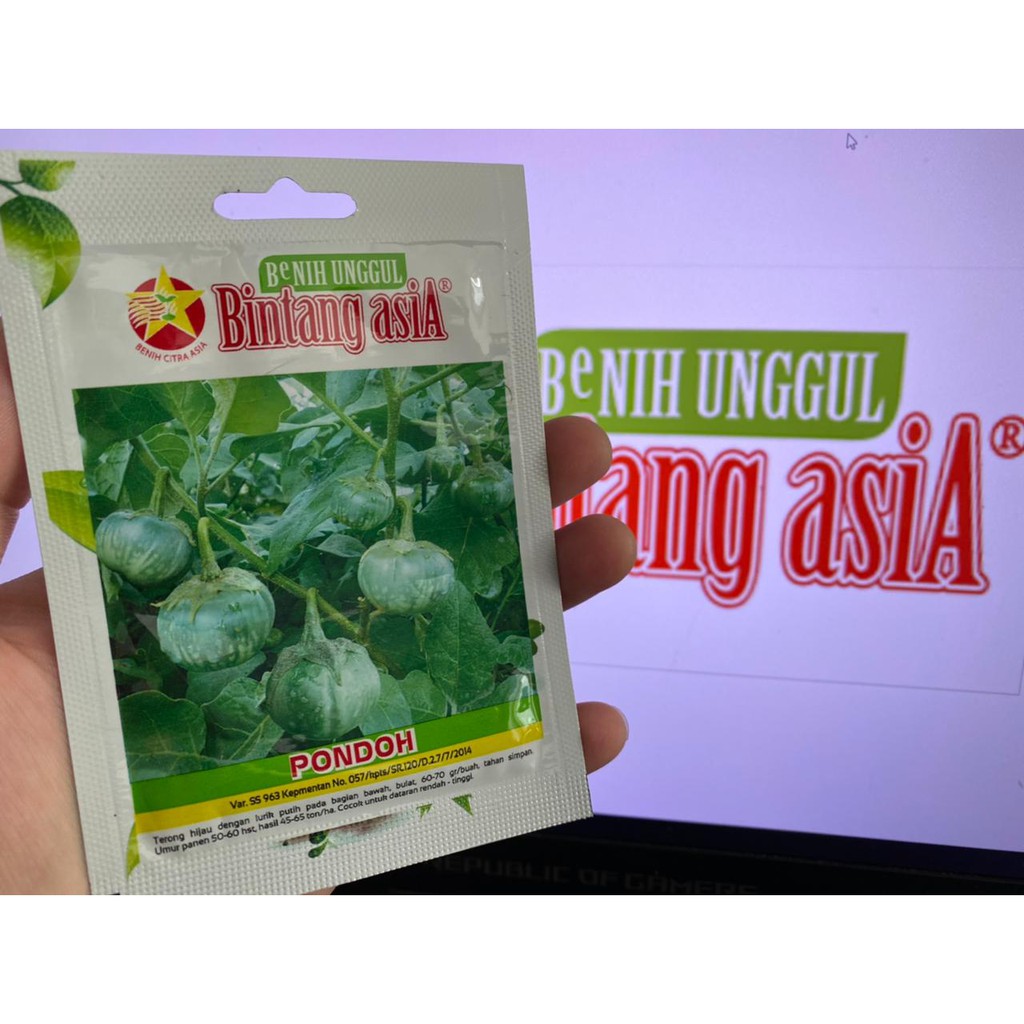 BeNIH UNGGUL
Bintang asiA®
BENIH CITRA ASIA
PONDOH
Var. SS 963 Kepmentan No. 057/kpts/SR.120/D.2.7/7/2014
Terong hijau dengan lurik putih pada bagian bawah, bulat, 60-70 gr/buah, tahan simpan.
Umur panen 50-60 hst, hasil 45-65 ton/ha. Cocok untuk dataran rendah - tinggi.
BeNIH UNGGUL
ang asiA®
REPUBLIC OF GAMERS